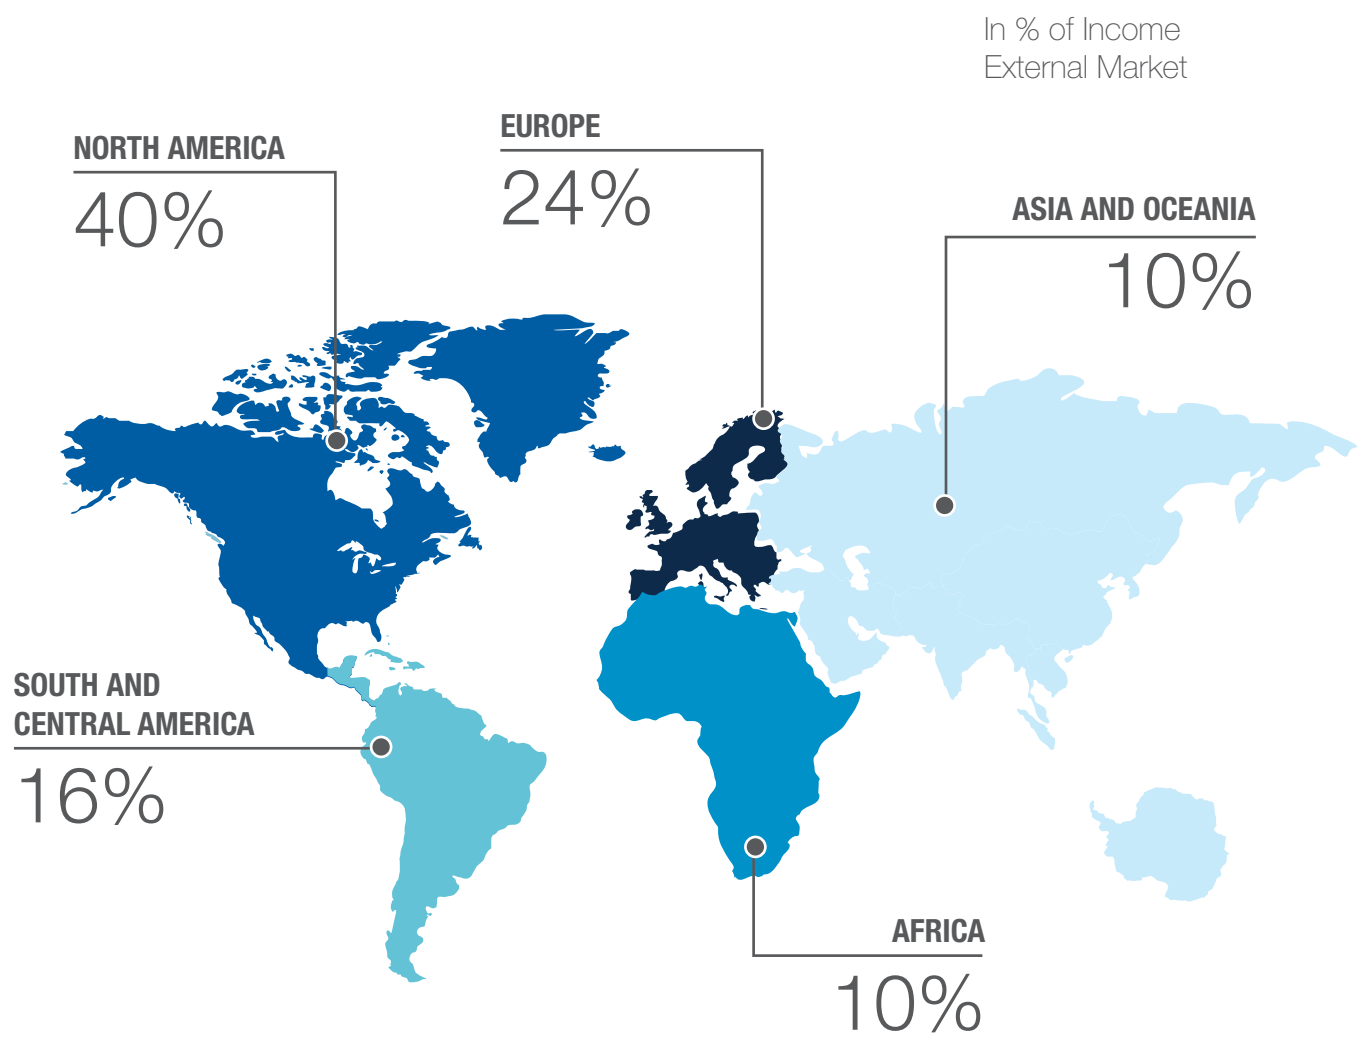 In % of Income
External Market
NORTH AMERICA
40%
EUROPE
24%
ASIA AND OCEANIA
10%
SOUTH AND
CENTRAL AMERICA
16%
AFRICA
10%